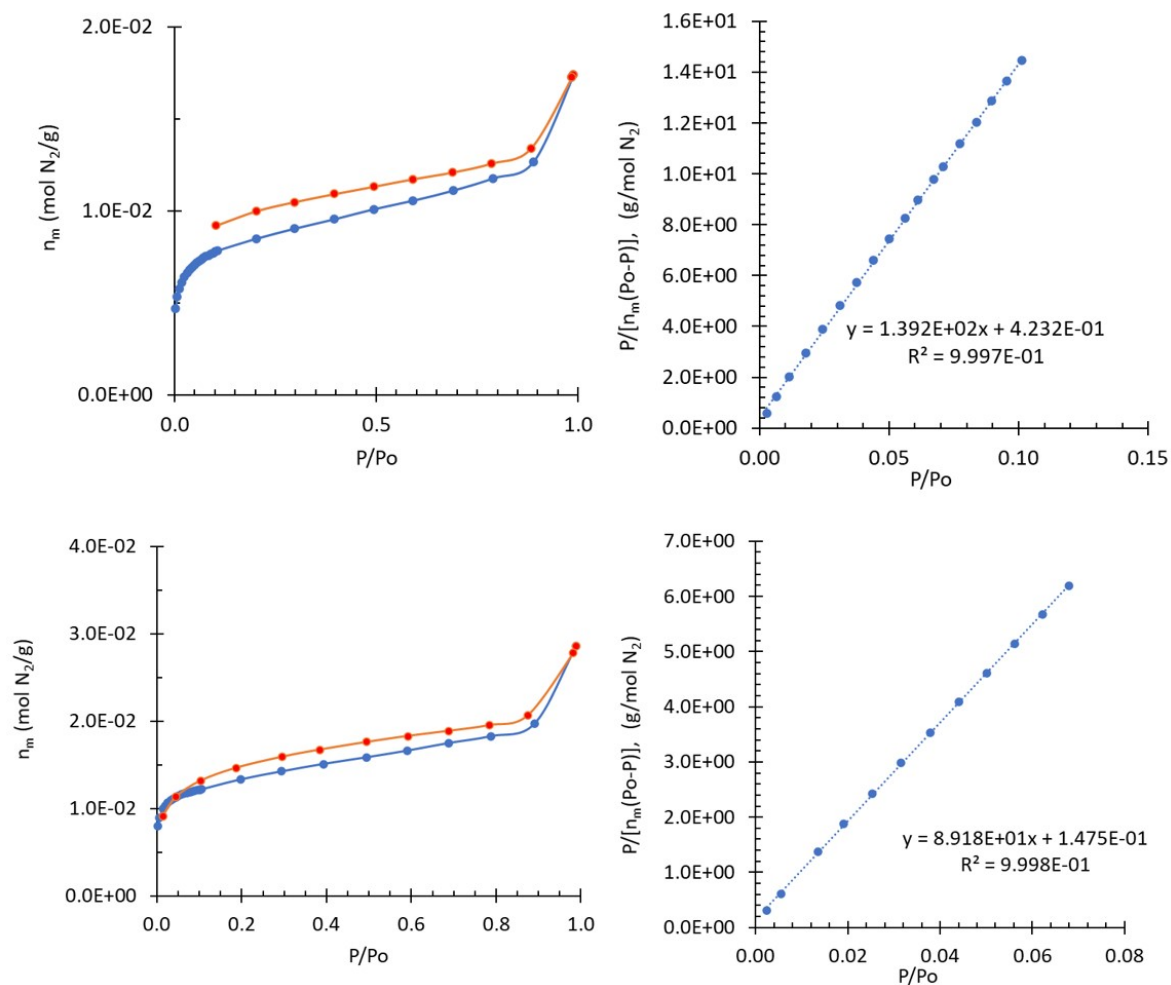 2.0E-02
1.0E-02
0.0E+00
n_m (mol N₂/g)
0.0 0.5 1.0
P/Po
1.6E+01
1.4E+01
1.2E+01
1.0E+01
8.0E+00
6.0E+00
4.0E+00
2.0E+00
0.0E+00
P/[n_m(Po-P)], (g/mol N₂)
y = 1.392E+02x + 4.232E-01
R² = 9.997E-01
0.00 0.05 0.10 0.15
P/Po
4.0E-02
3.0E-02
2.0E-02
1.0E-02
0.0E+00
n_m (mol N₂/g)
0.0 0.2 0.4 0.6 0.8 1.0
P/Po
7.0E+00
6.0E+00
5.0E+00
4.0E+00
3.0E+00
2.0E+00
1.0E+00
0.0E+00
P/[n_m(Po-P)], (g/mol N₂)
y = 8.918E+01x + 1.475E-01
R² = 9.998E-01
0.00 0.02 0.04 0.06 0.08
P/Po